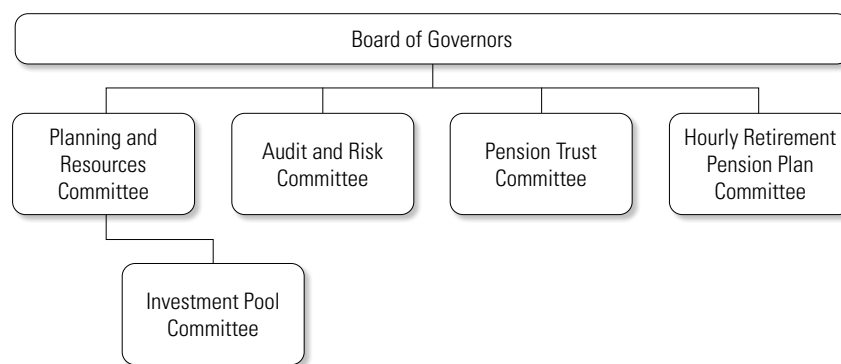 Board of Governors
Planning and
Resources
Committee
Audit and Risk
Committee
Pension Trust
Committee
Hourly Retirement
Pension Plan
Committee
Investment Pool
Committee